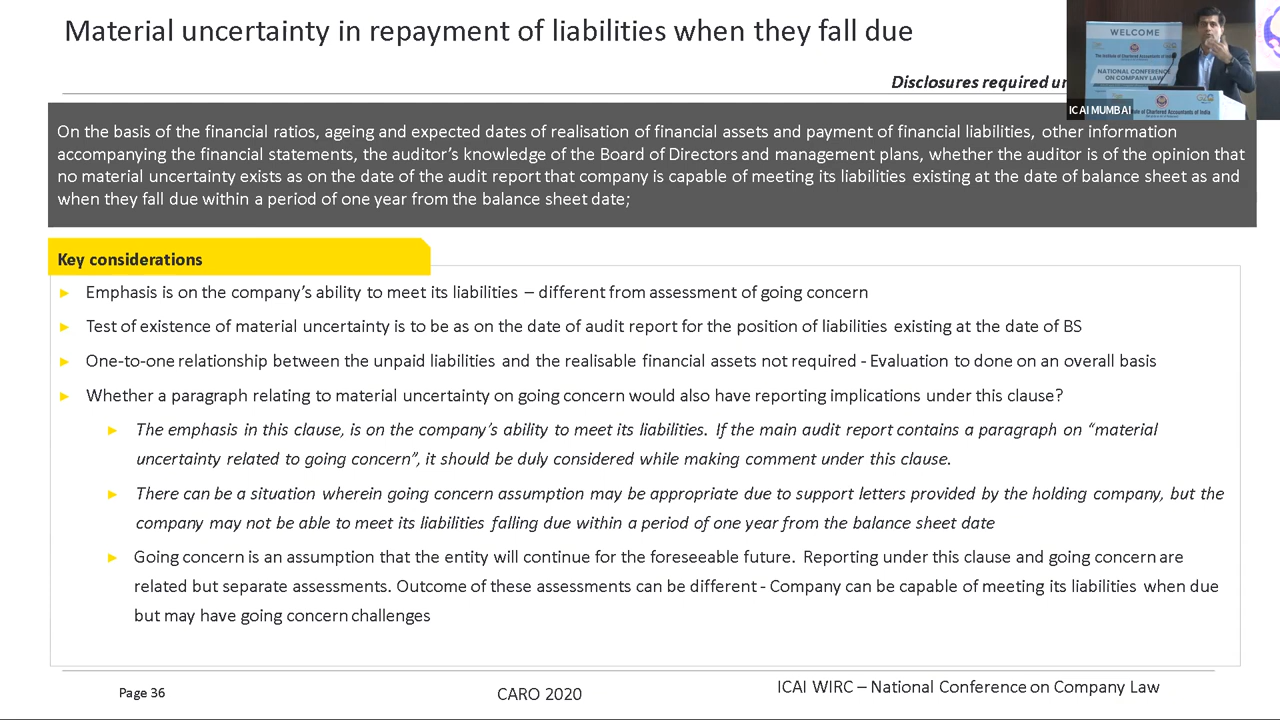 Material uncertainty in repayment of liabilities when they fall due
WELCOME
The Institute of Chartered Accountants of India
NATIONAL CONFERENCE
ON COMPANY LAW
ICAI MUMBAI
Institute of Chartered Accountants of India
Disclosures required
On the basis of the financial ratios, ageing and expected dates of realisation of financial assets and payment of financial liabilities, other information
accompanying the financial statements, the auditor's knowledge of the Board of Directors and management plans, whether the auditor is of the opinion that
no material uncertainty exists as on the date of the audit report that company is capable of meeting its liabilities existing at the date of balance sheet as and
when they fall due within a period of one year from the balance sheet date;
Key considerations
► Emphasis is on the company's ability to meet its liabilities – different from assessment of going concern
► Test of existence of material uncertainty is to be as on the date of audit report for the position of liabilities existing at the date of BS
► One-to-one relationship between the unpaid liabilities and the realisable financial assets not required - Evaluation to done on an overall basis
► Whether a paragraph relating to material uncertainty on going concern would also have reporting implications under this clause?
► The emphasis in this clause, is on the company's ability to meet its liabilities. If the main audit report contains a paragraph on "material
uncertainty related to going concern", it should be duly considered while making comment under this clause.
► There can be a situation wherein going concern assumption may be appropriate due to support letters provided by the holding company, but the
company may not be able to meet its liabilities falling due within a period of one year from the balance sheet date
► Going concern is an assumption that the entity will continue for the foreseeable future. Reporting under this clause and going concern are
related but separate assessments. Outcome of these assessments can be different - Company can be capable of meeting its liabilities when due
but may have going concern challenges
Page 36
CARO 2020
ICAI WIRC – National Conference on Company Law